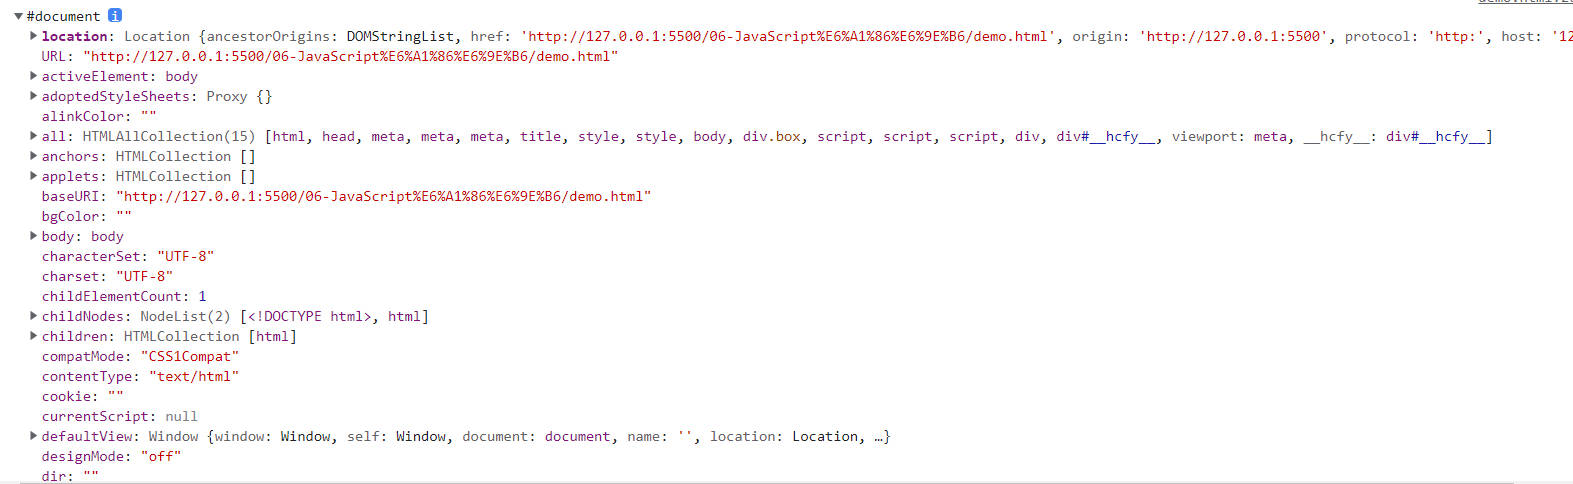 #document i
location: Location {ancestorOrigins: DOMStringList, href: 'http://127.0.0.1:5500/06-JavaScript%E6%A1%86%E6%9E%B6/demo.html', origin: 'http://127.0.0.1:5500', protocol: 'http:', host: '12
URL: "http://127.0.0.1:5500/06-JavaScript%E6%A1%86%E6%9E%B6/demo.html"
activeElement: body
adoptedStyleSheets: Proxy {}
alinkColor: ""
all: HTMLAllCollection(15) [html, head, meta, meta, meta, title, style, style, body, div.box, script, script, script, div, div#__hcfy__, viewport: meta, __hcfy__: div#__hcfy__]
anchors: HTMLCollection []
applets: HTMLCollection []
baseURI: "http://127.0.0.1:5500/06-JavaScript%E6%A1%86%E6%9E%B6/demo.html"
bgColor: ""
body: body
characterSet: "UTF-8"
charset: "UTF-8"
childElementCount: 1
childNodes: NodeList(2) [<!DOCTYPE html>, html]
children: HTMLCollection [html]
compatMode: "CSS1Compat"
contentType: "text/html"
cookie: ""
currentScript: null
defaultView: Window {window: Window, self: Window, document: document, name: '', location: Location, …}
designMode: "off"
dir: ""